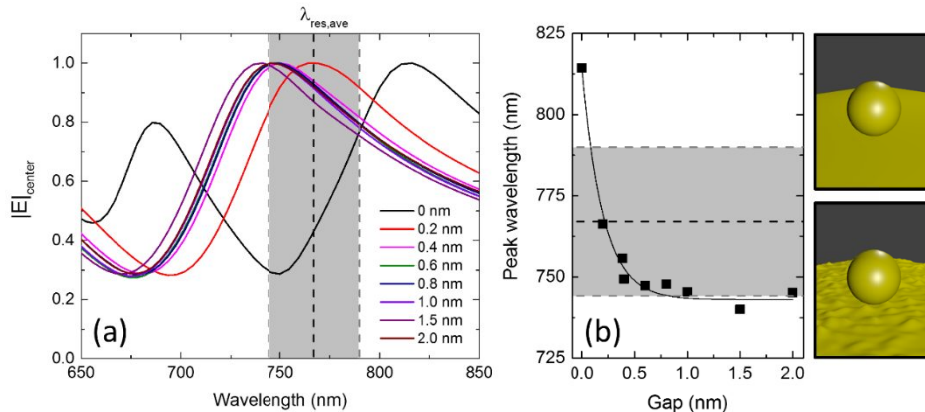 λres,ave
1.0
0.8
0.6
0.4
0.2
0.0
|E|center
0 nm
0.2 nm
0.4 nm
0.6 nm
0.8 nm
1.0 nm
1.5 nm
2.0 nm
(a)
650 700 750 800 850
Wavelength (nm)
825
800
775
750
725
Peak wavelength (nm)
(b)
0.0 0.5 1.0 1.5 2.0
Gap (nm)